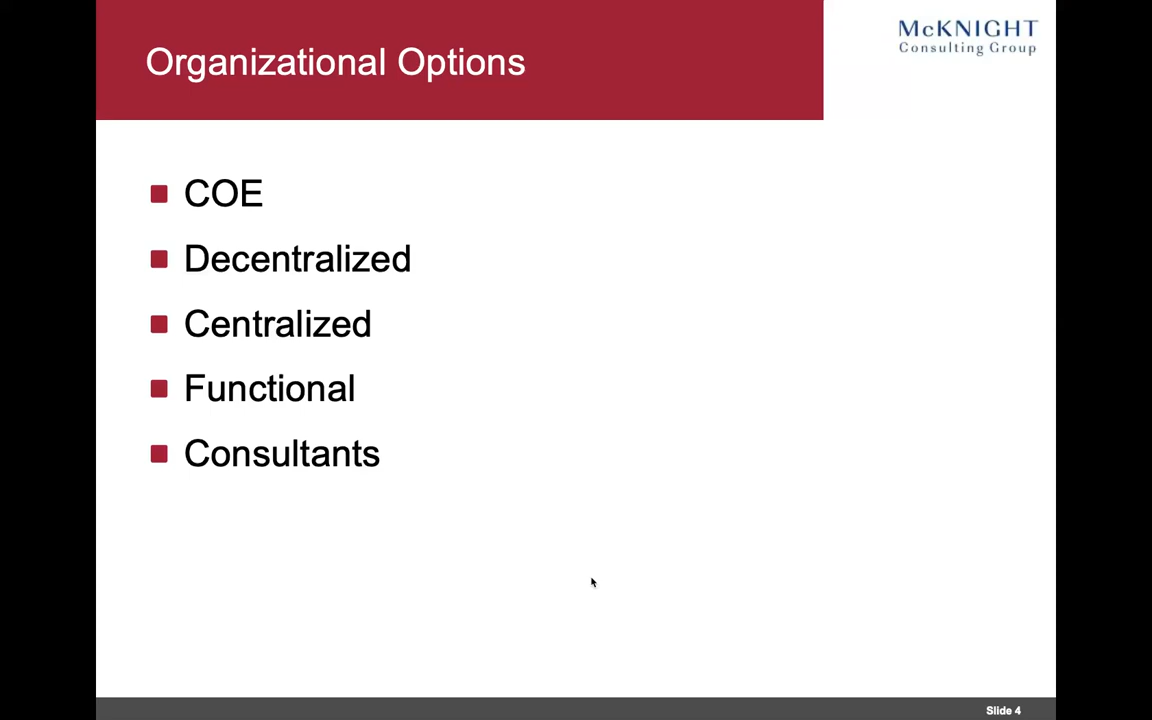 Organizational Options
McKNIGHT
Consulting Group
COE
Decentralized
Centralized
Functional
Consultants
Slide 4